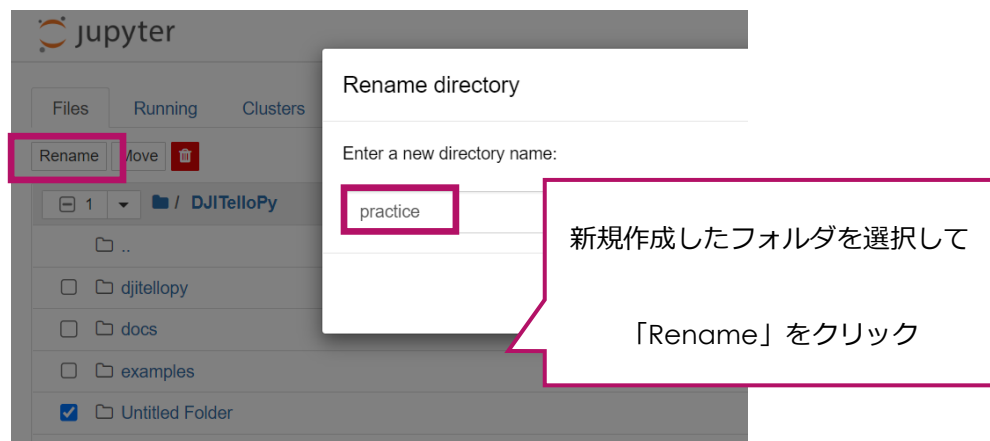 jupyter
Files Running Clusters
Rename Move
1 / DJITelloPy
..
djitellopy
docs
examples
Untitled Folder
Rename directory
Enter a new directory name:
practice
新規作成したフォルダを選択して
「Rename」をクリック